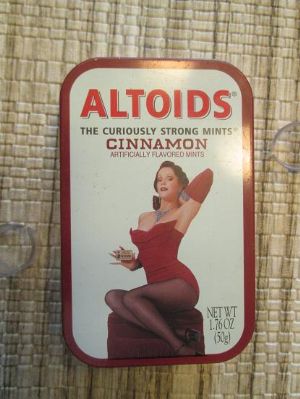 ALTOIDS®
THE CURIOUSLY STRONG MINTS®
CINNAMON
ARTIFICIALLY FLAVORED MINTS
NET WT
1.76 OZ
(50g)